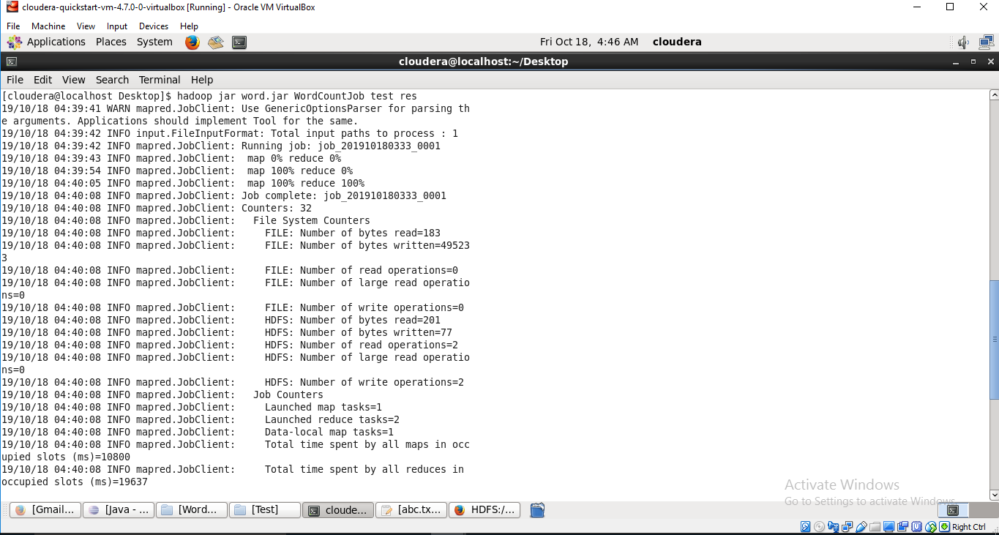 cloudera-quickstart-vm-4.7.0-0-virtualbox [Running] - Oracle VM VirtualBox
File Machine View Input Devices Help
Applications Places System Fri Oct 18, 4:46 AM cloudera
cloudera@localhost:~/Desktop
File Edit View Search Terminal Help
[cloudera@localhost Desktop]$ hadoop jar word.jar WordCountJob test res
19/10/18 04:39:41 WARN mapred.JobClient: Use GenericOptionsParser for parsing th
e arguments. Applications should implement Tool for the same.
19/10/18 04:39:42 INFO input.FileInputFormat: Total input paths to process : 1
19/10/18 04:39:42 INFO mapred.JobClient: Running job: job_201910180333_0001
19/10/18 04:39:43 INFO mapred.JobClient:  map 0% reduce 0%
19/10/18 04:39:54 INFO mapred.JobClient:  map 100% reduce 0%
19/10/18 04:40:05 INFO mapred.JobClient:  map 100% reduce 100%
19/10/18 04:40:08 INFO mapred.JobClient: Job complete: job_201910180333_0001
19/10/18 04:40:08 INFO mapred.JobClient: Counters: 32
19/10/18 04:40:08 INFO mapred.JobClient:   File System Counters
19/10/18 04:40:08 INFO mapred.JobClient:     FILE: Number of bytes read=183
19/10/18 04:40:08 INFO mapred.JobClient:     FILE: Number of bytes written=49523
3
19/10/18 04:40:08 INFO mapred.JobClient:     FILE: Number of read operations=0
19/10/18 04:40:08 INFO mapred.JobClient:     FILE: Number of large read operatio
ns=0
19/10/18 04:40:08 INFO mapred.JobClient:     FILE: Number of write operations=0
19/10/18 04:40:08 INFO mapred.JobClient:     HDFS: Number of bytes read=201
19/10/18 04:40:08 INFO mapred.JobClient:     HDFS: Number of bytes written=77
19/10/18 04:40:08 INFO mapred.JobClient:     HDFS: Number of read operations=2
19/10/18 04:40:08 INFO mapred.JobClient:     HDFS: Number of large read operatio
ns=0
19/10/18 04:40:08 INFO mapred.JobClient:     HDFS: Number of write operations=2
19/10/18 04:40:08 INFO mapred.JobClient:   Job Counters
19/10/18 04:40:08 INFO mapred.JobClient:     Launched map tasks=1
19/10/18 04:40:08 INFO mapred.JobClient:     Launched reduce tasks=2
19/10/18 04:40:08 INFO mapred.JobClient:     Data-local map tasks=1
19/10/18 04:40:08 INFO mapred.JobClient:     Total time spent by all maps in occ
upied slots (ms)=10800
19/10/18 04:40:08 INFO mapred.JobClient:     Total time spent by all reduces in
occupied slots (ms)=19637
Activate Windows
Go to Settings to activate Windows.
[Gmail... [Java - ... [Word... [Test] cloude... [abc.tx... HDFS:/...
Right Ctrl